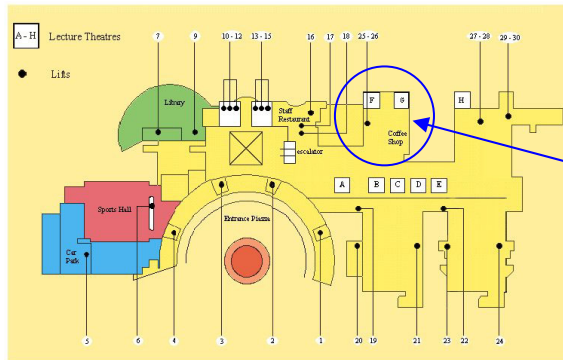 7 9 10 - 12 13 - 15 16 17 18 25 - 26 27 - 28 29 - 30
A - H Lecture Theatres
Lifts
Library
Staff
Restaurant
F G H
Coffee
Shop
escalator
A B C D E
Sports Hall
Entrance Piazza
Car
Park
5 6 4 3 2 1 20 19 21 23 22 24